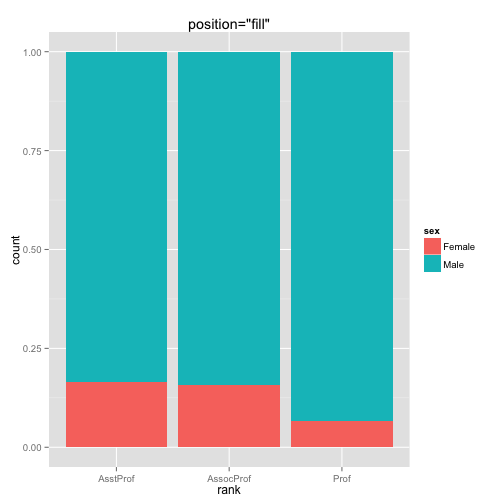 position="fill"
1.00
0.75
0.50
0.25
0.00
count
AsstProf AssocProf Prof
rank
sex
Female
Male